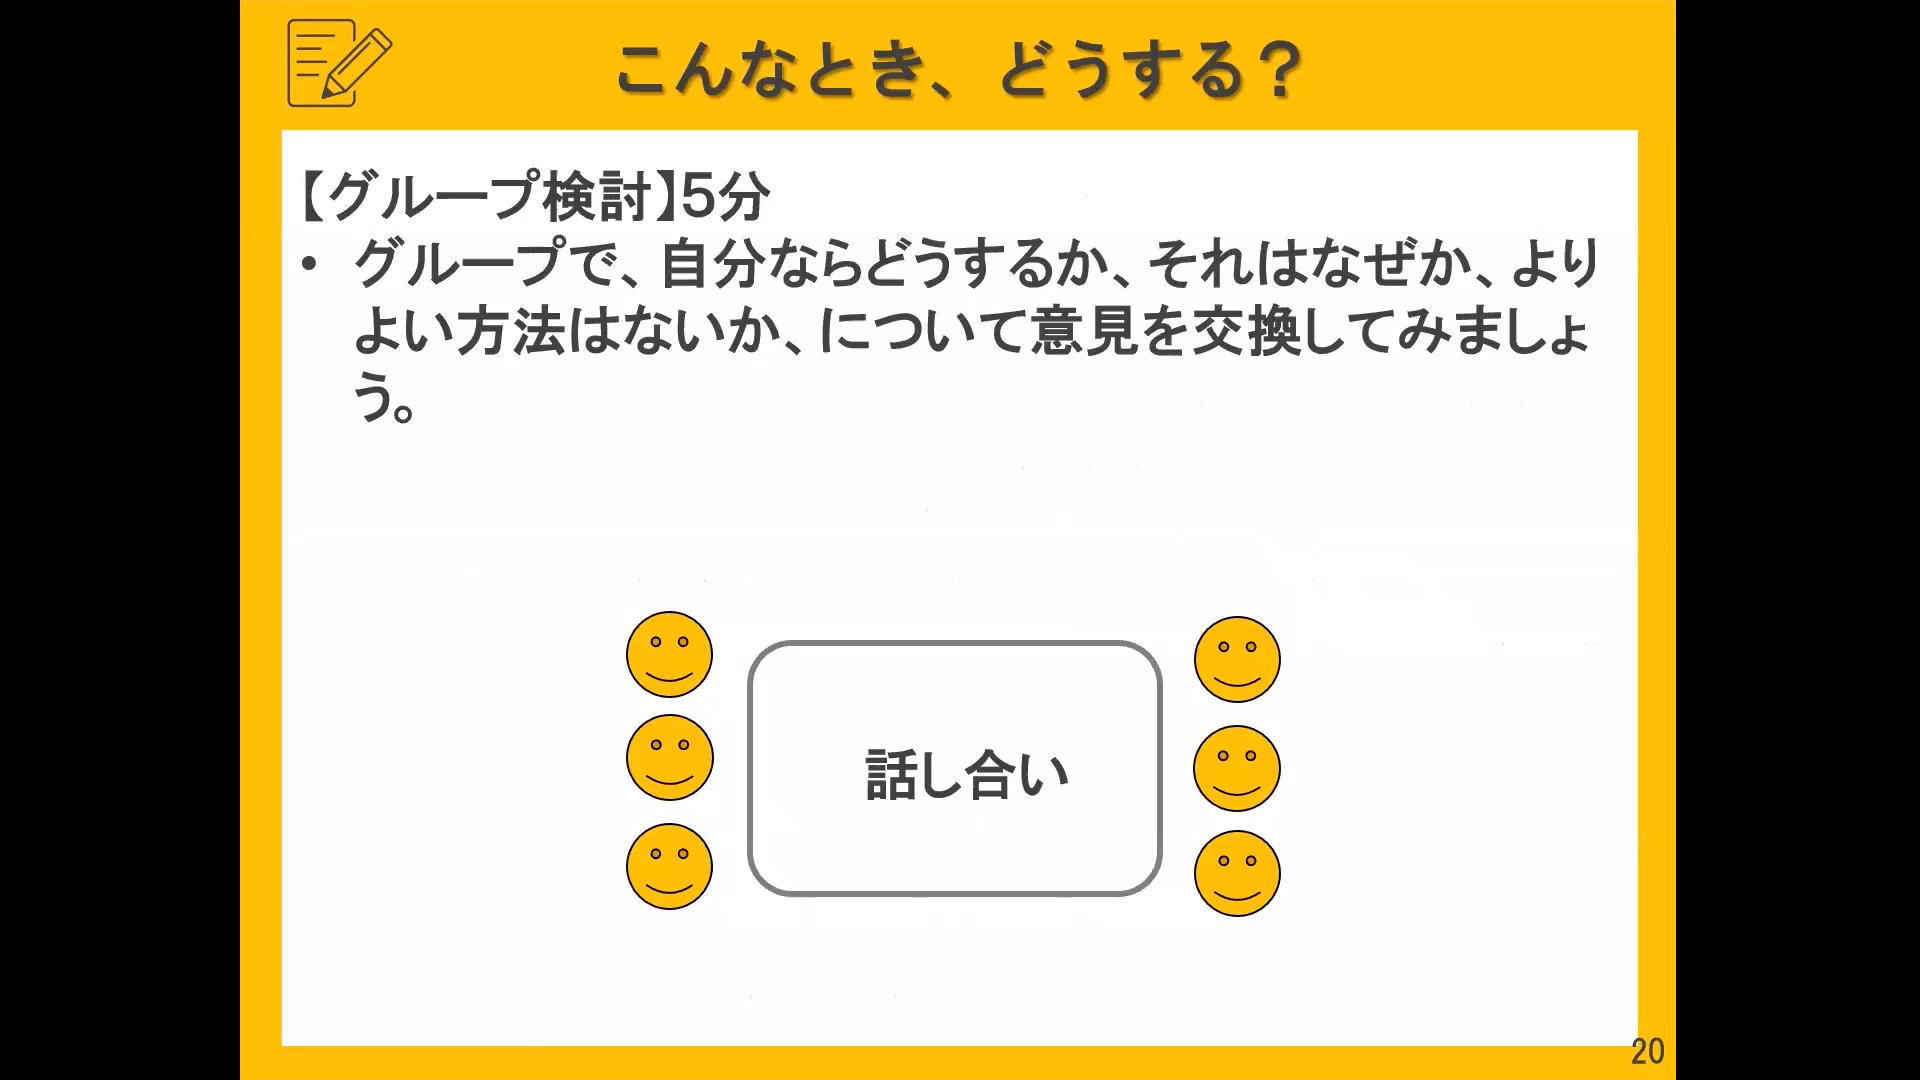 こんなとき、どうする？
【グループ検討】5分
• グループで、自分ならどうするか、それはなぜか、より
よい方法はないか、について意見を交換してみましょ
う。
話し合い
20